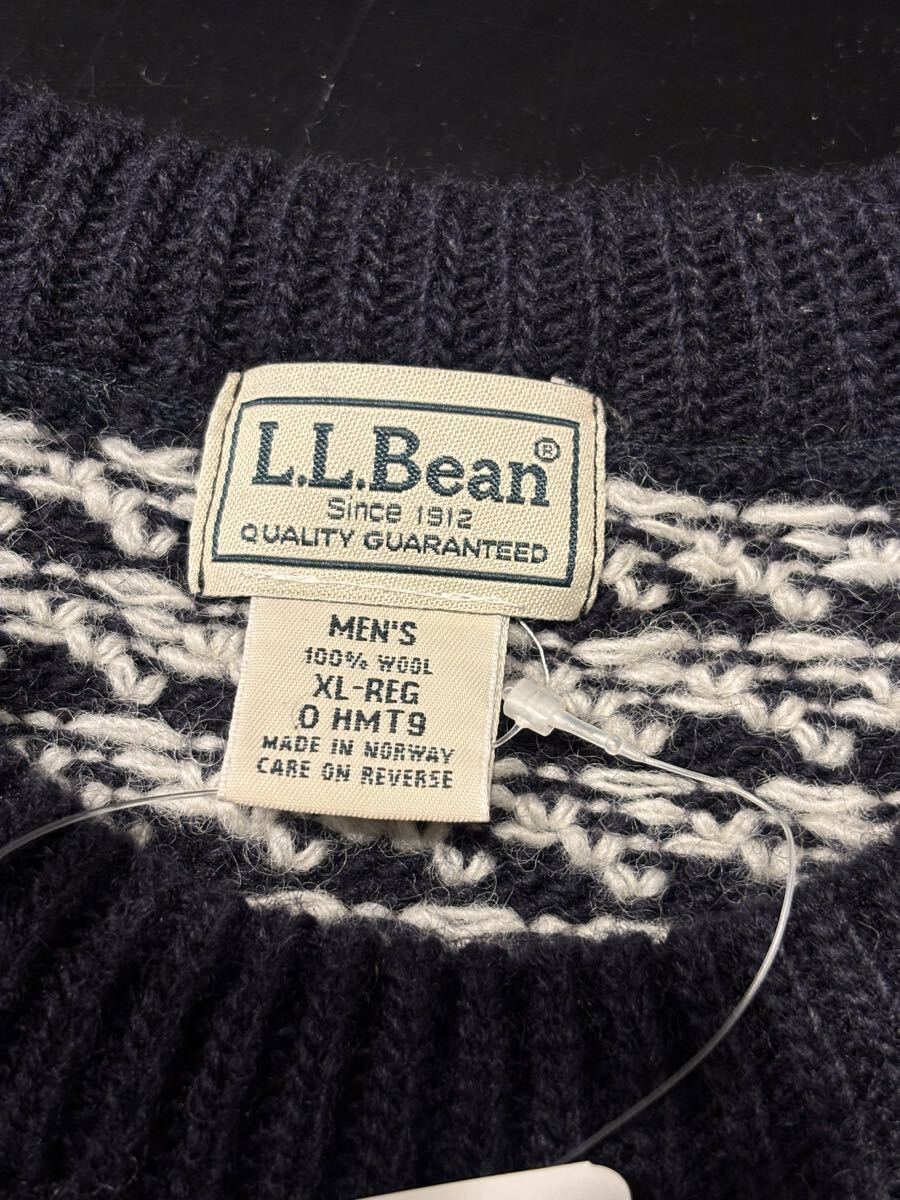 L.L.Bean®
Since 1912
QUALITY GUARANTEED
MEN'S
100% WOOL
XL-REG
0 HMT9
MADE IN NORWAY
CARE ON REVERSE